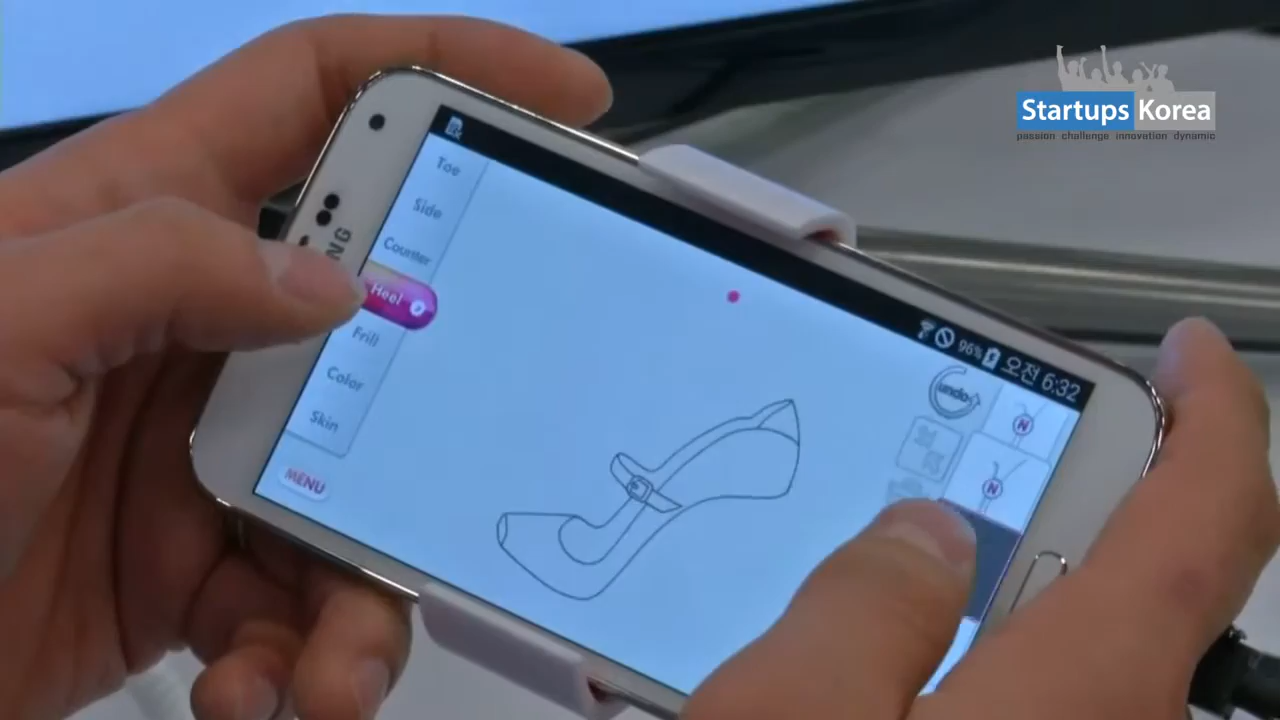 Startups Korea
passion challenge innovation dynamic
Toe
Side
Counter
Heel
Frill
Color
Skin
MENU
96%
오전 6:32
undo
N
N
NG